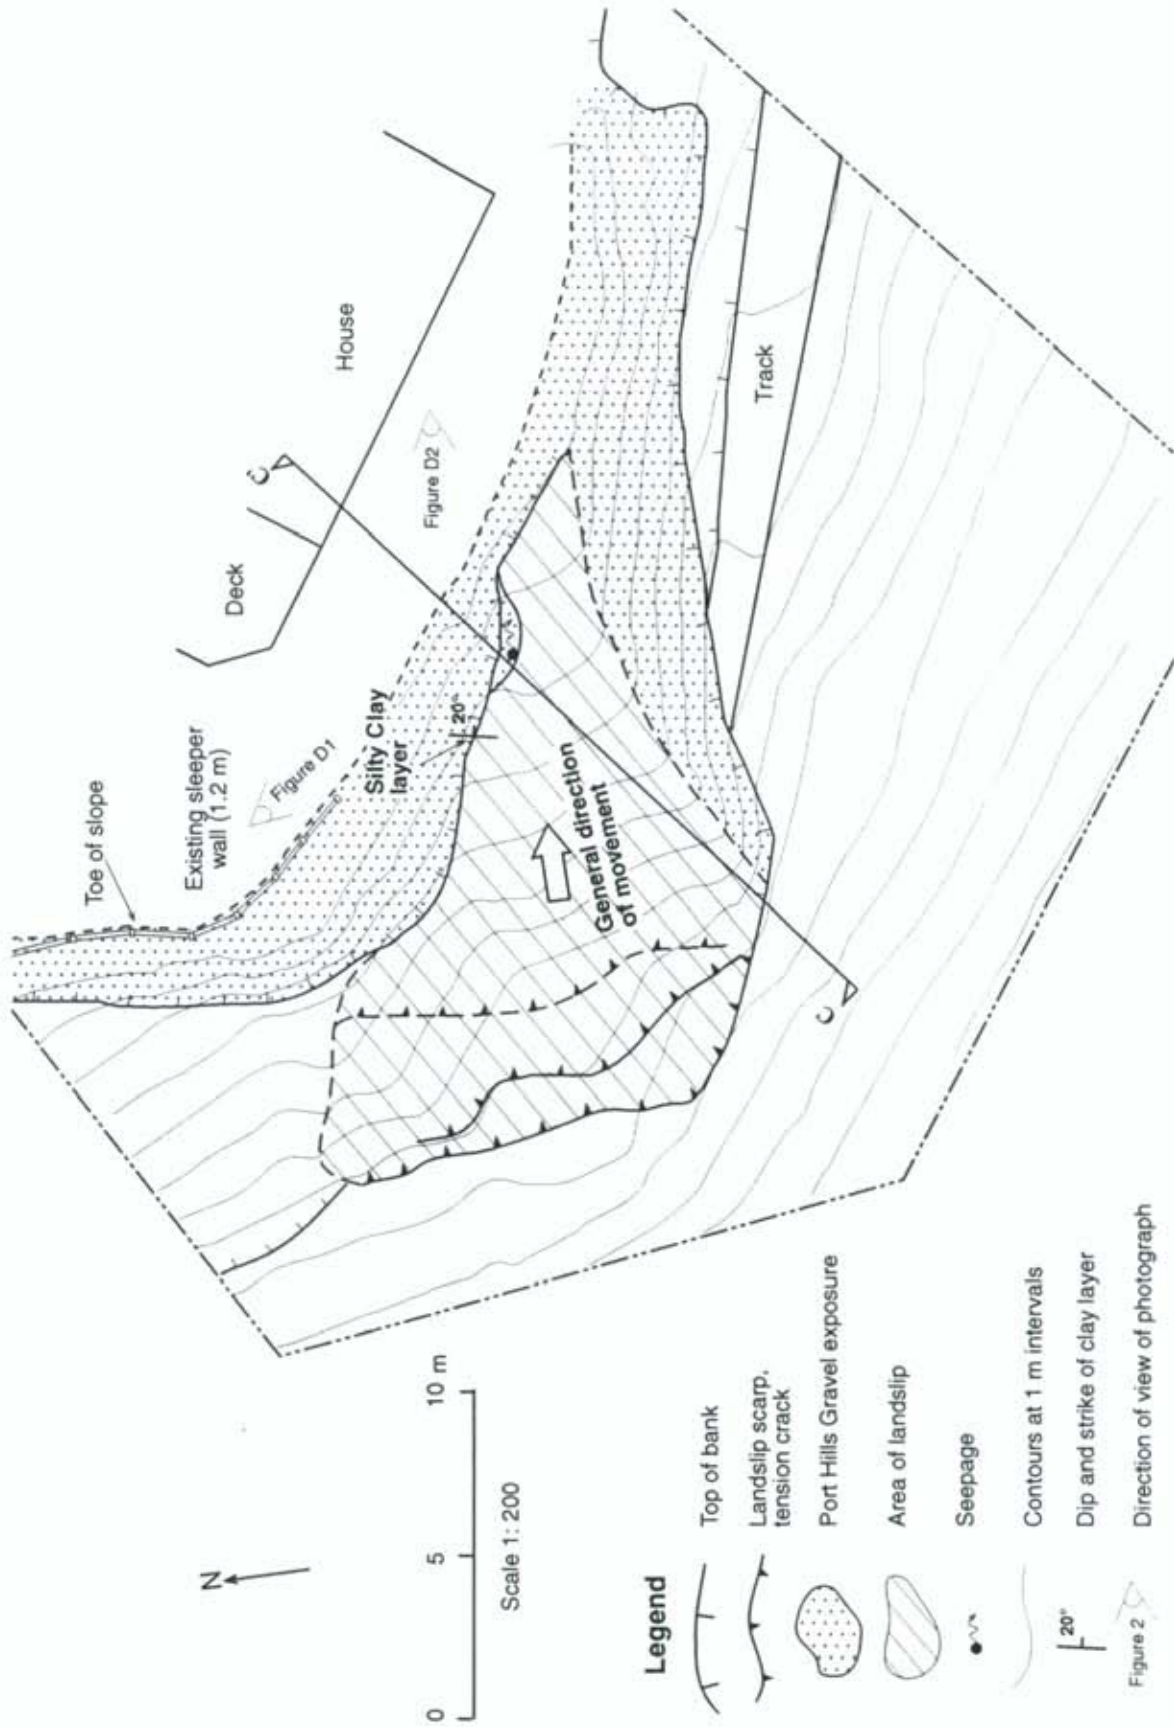 Toe of slope
Existing sleeper
wall (1.2 m)
Figure D1
Deck
House
C
Figure D2
Silty Clay
layer
20°
General direction
of movement
Track
C
N
0 5 10 m
Scale 1: 200
Legend
Top of bank
Landslip scarp,
tension crack
Port Hills Gravel exposure
Area of landslip
Seepage
Contours at 1 m intervals
20°
Dip and strike of clay layer
Figure 2
Direction of view of photograph